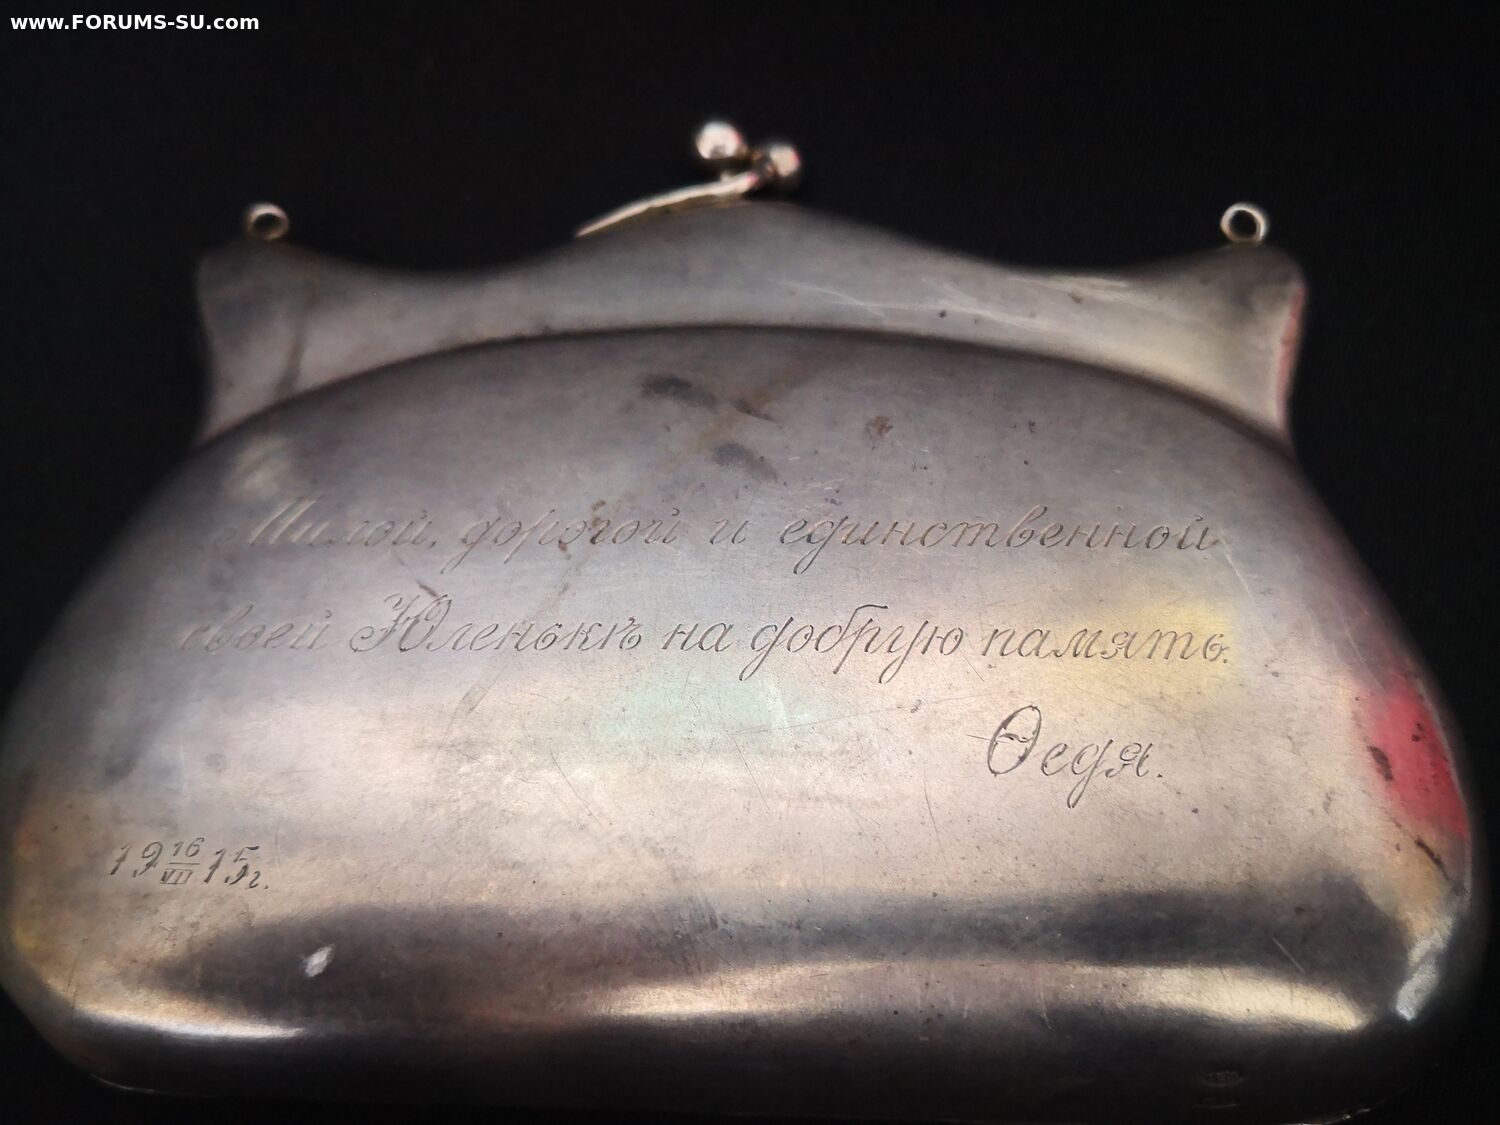 www.FORUMS-SU.com
Милой, дорогой и единственной
своей Юленькѣ на добрую память.
Ѳедя.
19 16/VII 15г.